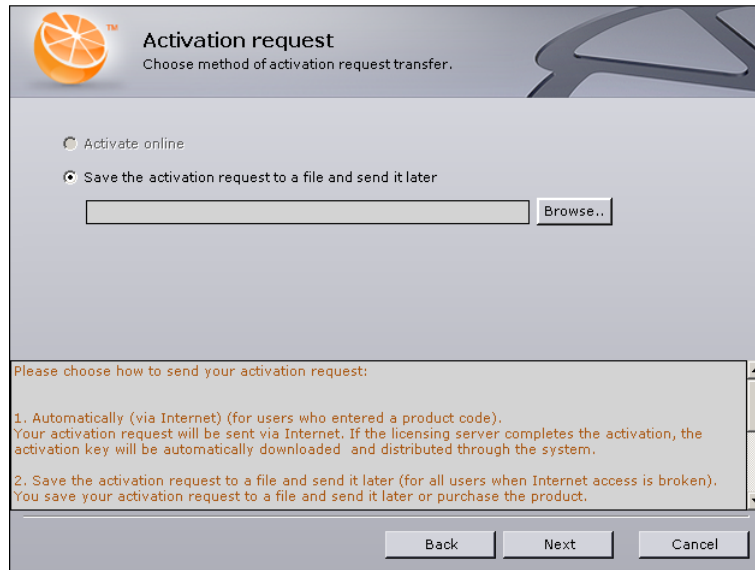 TM
Activation request
Choose method of activation request transfer.
Activate online
Save the activation request to a file and send it later
Browse..
Please choose how to send your activation request:
1. Automatically (via Internet) (for users who entered a product code).
Your activation request will be sent via Internet. If the licensing server completes the activation, the
activation key will be automatically downloaded  and distributed through the system.
2. Save the activation request to a file and send it later (for all users when Internet access is broken).
You save your activation request to a file and send it later or purchase the product.
Back
Next
Cancel